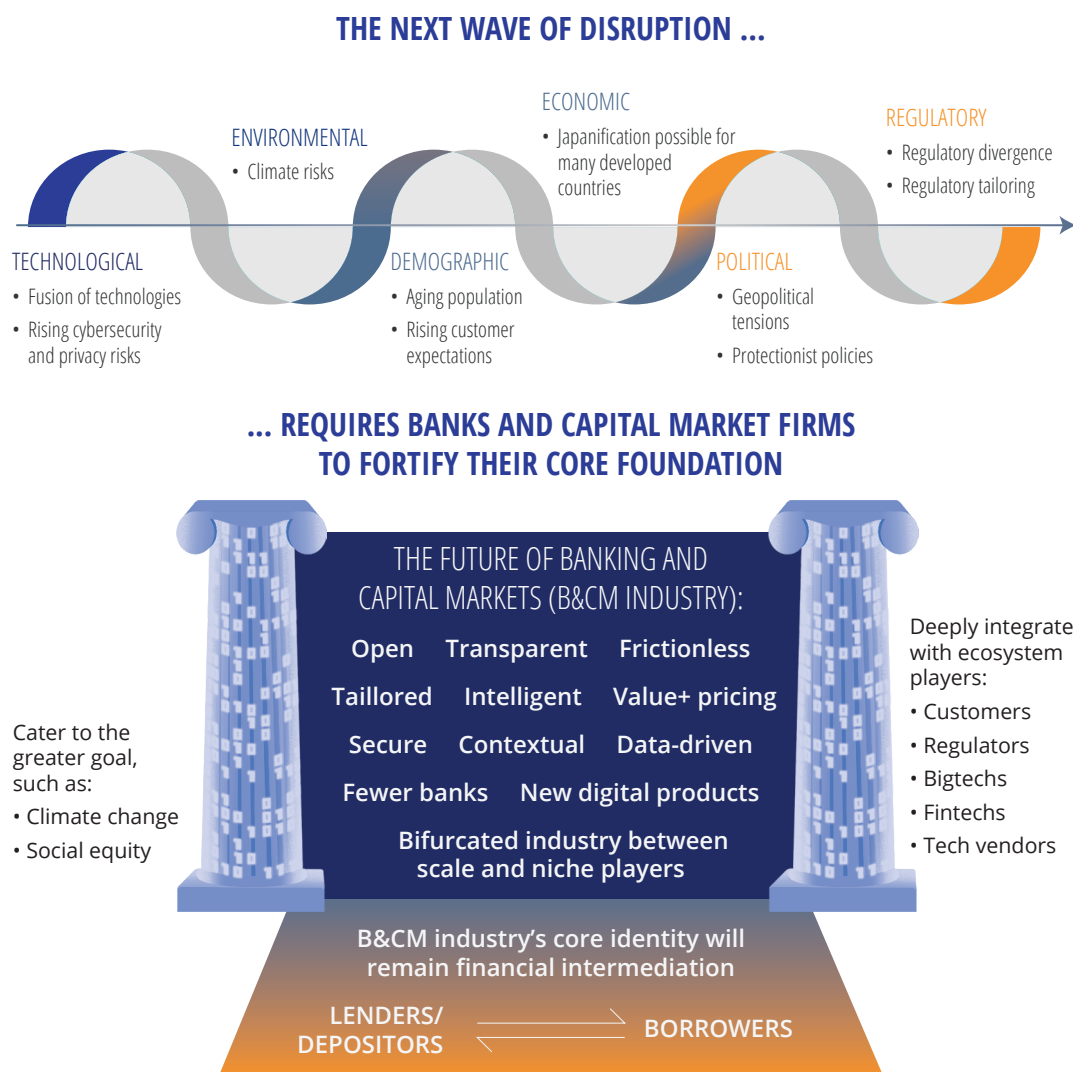 THE NEXT WAVE OF DISRUPTION ...
TECHNOLOGICAL
• Fusion of technologies
• Rising cybersecurity
and privacy risks
ENVIRONMENTAL
• Climate risks
DEMOGRAPHIC
• Aging population
• Rising customer
expectations
ECONOMIC
• Japanification possible for
many developed
countries
POLITICAL
• Geopolitical
tensions
• Protectionist policies
REGULATORY
• Regulatory divergence
• Regulatory tailoring
... REQUIRES BANKS AND CAPITAL MARKET FIRMS
TO FORTIFY THEIR CORE FOUNDATION
Cater to the
greater goal,
such as:
• Climate change
• Social equity
THE FUTURE OF BANKING AND
CAPITAL MARKETS (B&CM INDUSTRY):
Open Transparent Frictionless
Taillored Intelligent Value+ pricing
Secure Contextual Data-driven
Fewer banks New digital products
Bifurcated industry between
scale and niche players
Deeply integrate
with ecosystem
players:
• Customers
• Regulators
• Bigtechs
• Fintechs
• Tech vendors
B&CM industry's core identity will
remain financial intermediation
LENDERS/
DEPOSITORS
BORROWERS